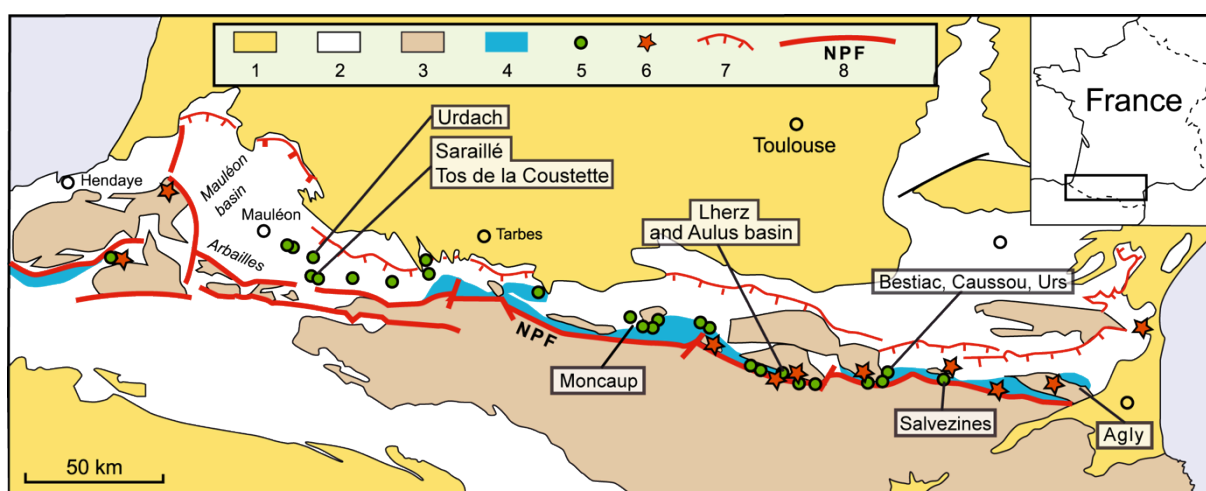 1
2
3
4
5
6
7
NPF
8
France
Urdach
Saraillé
Tos de la Coustette
Toulouse
Hendaye
Mauléon
basin
Mauléon
Arbailles
Tarbes
Lherz
and Aulus basin
Bestiac, Caussou, Urs
NPF
Moncaup
Salvezines
Agly
50 km